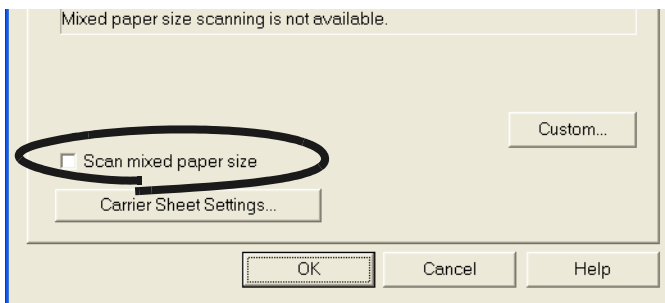 Mixed paper size scanning is not available.
Custom...
Scan mixed paper size
Carrier Sheet Settings...
OK Cancel Help